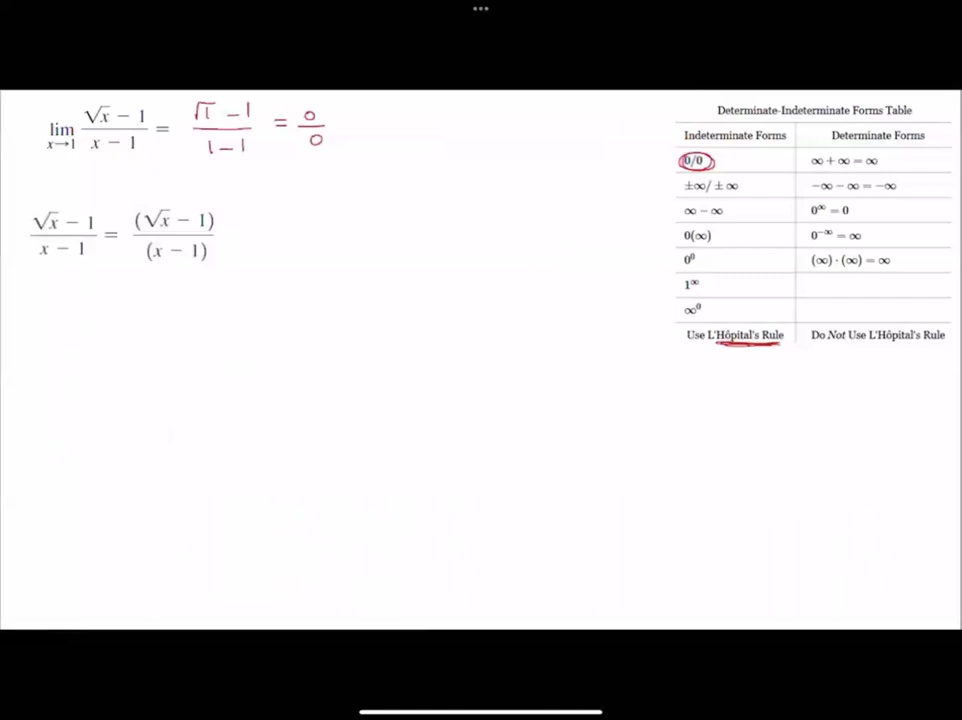 lim x→1 (√x − 1)/(x − 1) = (√1 − 1)/(1 − 1) = 0/0
(√x − 1)/(x − 1) = (√x − 1)/(x − 1)
Determinate-Indeterminate Forms Table
Indeterminate Forms Determinate Forms
0/0 ∞ + ∞ = ∞
±∞/±∞ −∞ − ∞ = −∞
∞ − ∞ 0^∞ = 0
0(∞) 0^−∞ = ∞
0^0 (∞) · (∞) = ∞
1^∞
∞^0
Use L'Hôpital's Rule Do Not Use L'Hôpital's Rule